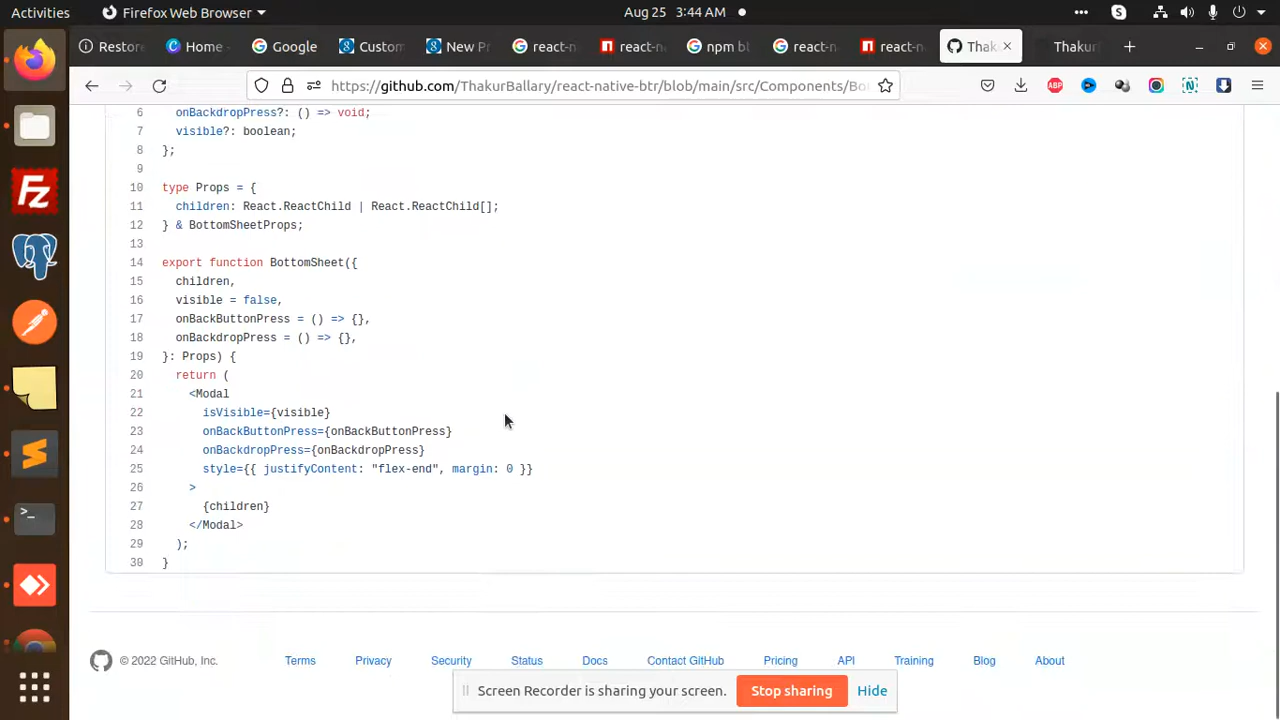 Activities Firefox Web Browser Aug 25 3:44 AM
Restore Home Google Custom New Pr react-n react-na npm bl react-n react-na Thak Thakur
https://github.com/ThakurBallary/react-native-btr/blob/main/src/Components/Bo
6 onBackdropPress?: () => void;
7 visible?: boolean;
8 };
9
10 type Props = {
11 children: React.ReactChild | React.ReactChild[];
12 } & BottomSheetProps;
13
14 export function BottomSheet({
15 children,
16 visible = false,
17 onBackButtonPress = () => {},
18 onBackdropPress = () => {},
19 }: Props) {
20 return (
21 <Modal
22 isVisible={visible}
23 onBackButtonPress={onBackButtonPress}
24 onBackdropPress={onBackdropPress}
25 style={{ justifyContent: "flex-end", margin: 0 }}
26 >
27 {children}
28 </Modal>
29 );
30 }
© 2022 GitHub, Inc. Terms Privacy Security Status Docs Contact GitHub Pricing API Training Blog About
Screen Recorder is sharing your screen. Stop sharing Hide